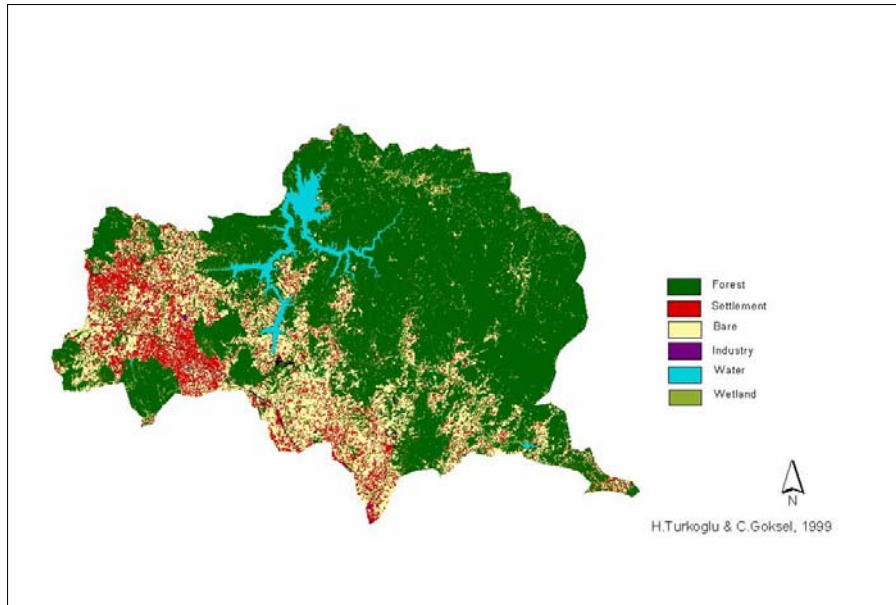 Forest
Settlement
Bare
Industry
Water
Wetland
N
H.Turkoglu & C.Goksel, 1999